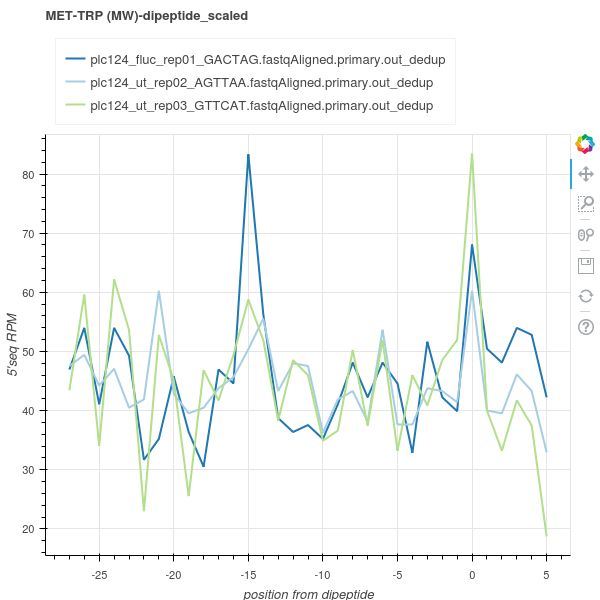 MET-TRP (MW)-dipeptide_scaled
plc124_fluc_rep01_GACTAG.fastqAligned.primary.out_dedup
plc124_ut_rep02_AGTTAA.fastqAligned.primary.out_dedup
plc124_ut_rep03_GTTCAT.fastqAligned.primary.out_dedup
80
70
60
50
40
30
20
5'seq RPM
-25 -20 -15 -10 -5 0 5
position from dipeptide